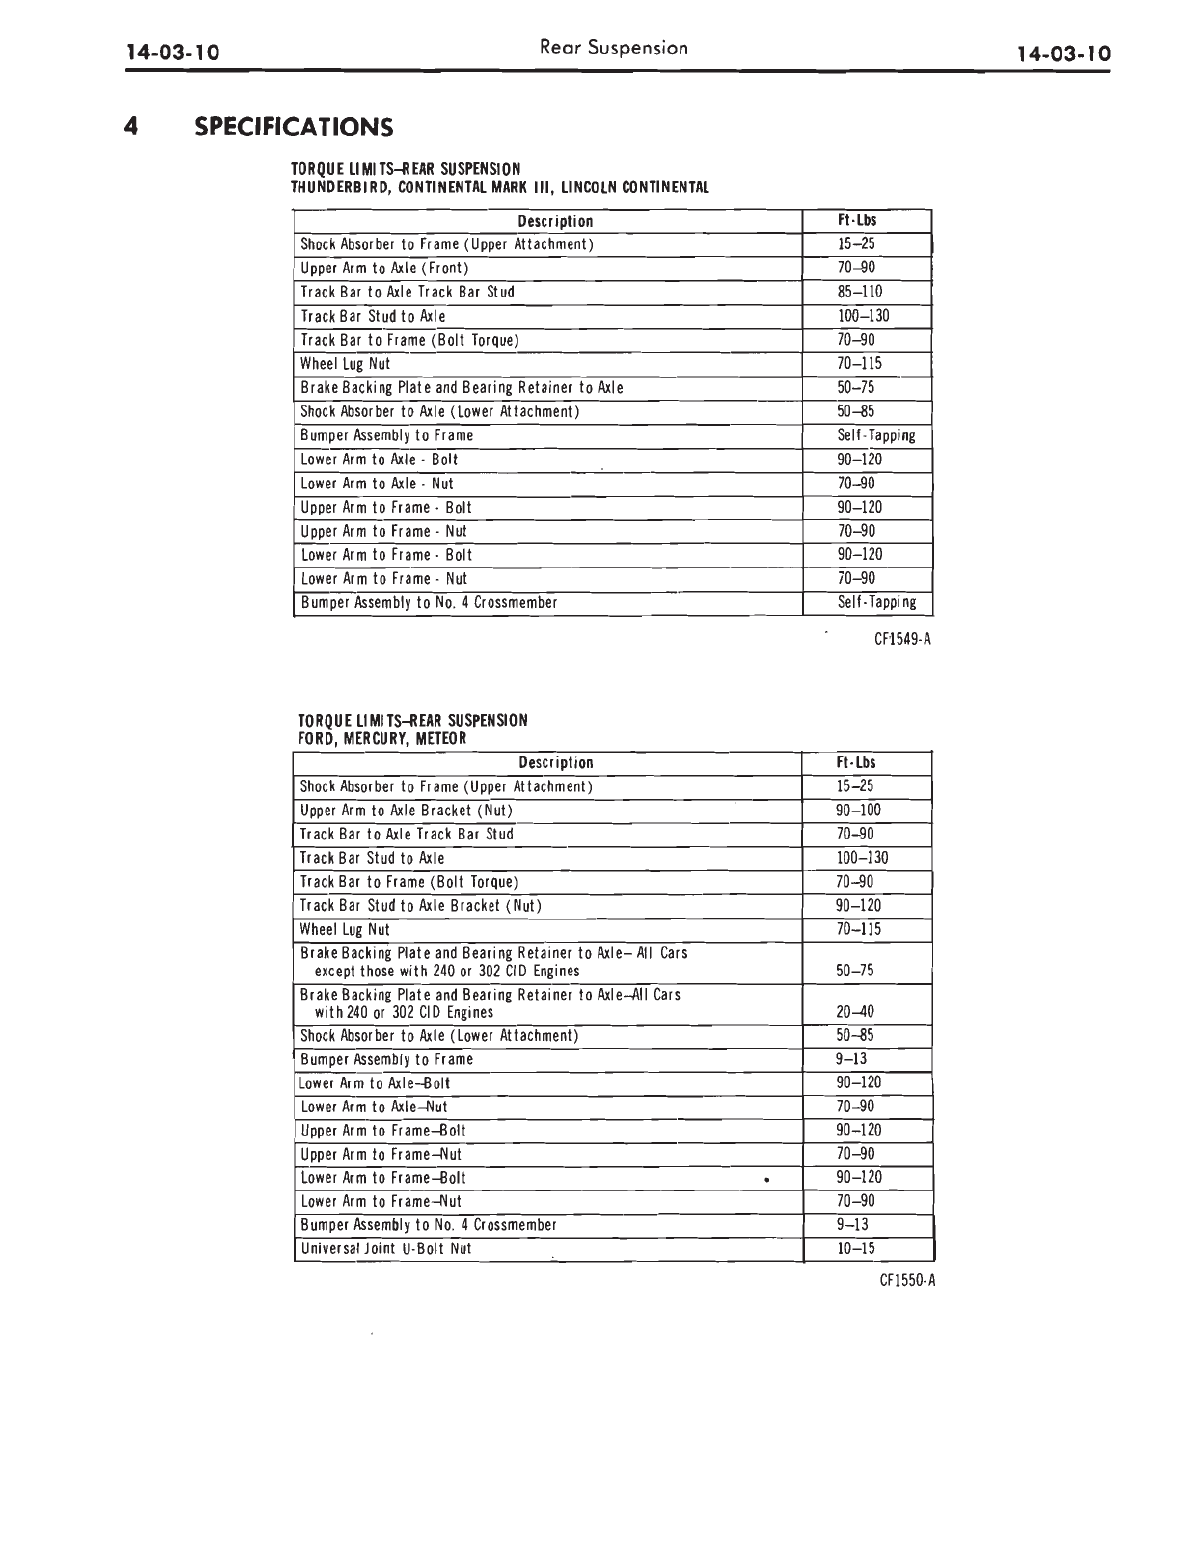 14-03-10 Rear Suspension 14-03-10
4 SPECIFICATIONS
TORQUE LIMITS–REAR SUSPENSION
THUNDERBIRD, CONTINENTAL MARK III, LINCOLN CONTINENTAL
Description Ft-Lbs
Shock Absorber to Frame (Upper Attachment) 15–25
Upper Arm to Axle (Front) 70–90
Track Bar to Axle Track Bar Stud 85–110
Track Bar Stud to Axle 100–130
Track Bar to Frame (Bolt Torque) 70–90
Wheel Lug Nut 70–115
Brake Backing Plate and Bearing Retainer to Axle 50–75
Shock Absorber to Axle (Lower Attachment) 50–85
Bumper Assembly to Frame Self-Tapping
Lower Arm to Axle - Bolt 90–120
Lower Arm to Axle - Nut 70–90
Upper Arm to Frame - Bolt 90–120
Upper Arm to Frame - Nut 70–90
Lower Arm to Frame - Bolt 90–120
Lower Arm to Frame - Nut 70–90
Bumper Assembly to No. 4 Crossmember Self-Tapping
CF1549-A
TORQUE LIMITS–REAR SUSPENSION
FORD, MERCURY, METEOR
Description Ft-Lbs
Shock Absorber to Frame (Upper Attachment) 15–25
Upper Arm to Axle Bracket (Nut) 90–100
Track Bar to Axle Track Bar Stud 70–90
Track Bar Stud to Axle 100–130
Track Bar to Frame (Bolt Torque) 70–90
Track Bar Stud to Axle Bracket (Nut) 90–120
Wheel Lug Nut 70–115
Brake Backing Plate and Bearing Retainer to Axle– All Cars
except those with 240 or 302 CID Engines 50–75
Brake Backing Plate and Bearing Retainer to Axle–All Cars
with 240 or 302 CID Engines 20–40
Shock Absorber to Axle (Lower Attachment) 50–85
Bumper Assembly to Frame 9–13
Lower Arm to Axle–Bolt 90–120
Lower Arm to Axle–Nut 70–90
Upper Arm to Frame–Bolt 90–120
Upper Arm to Frame–Nut 70–90
Lower Arm to Frame–Bolt 90–120
Lower Arm to Frame–Nut 70–90
Bumper Assembly to No. 4 Crossmember 9–13
Universal Joint U-Bolt Nut 10–15
CF1550-A